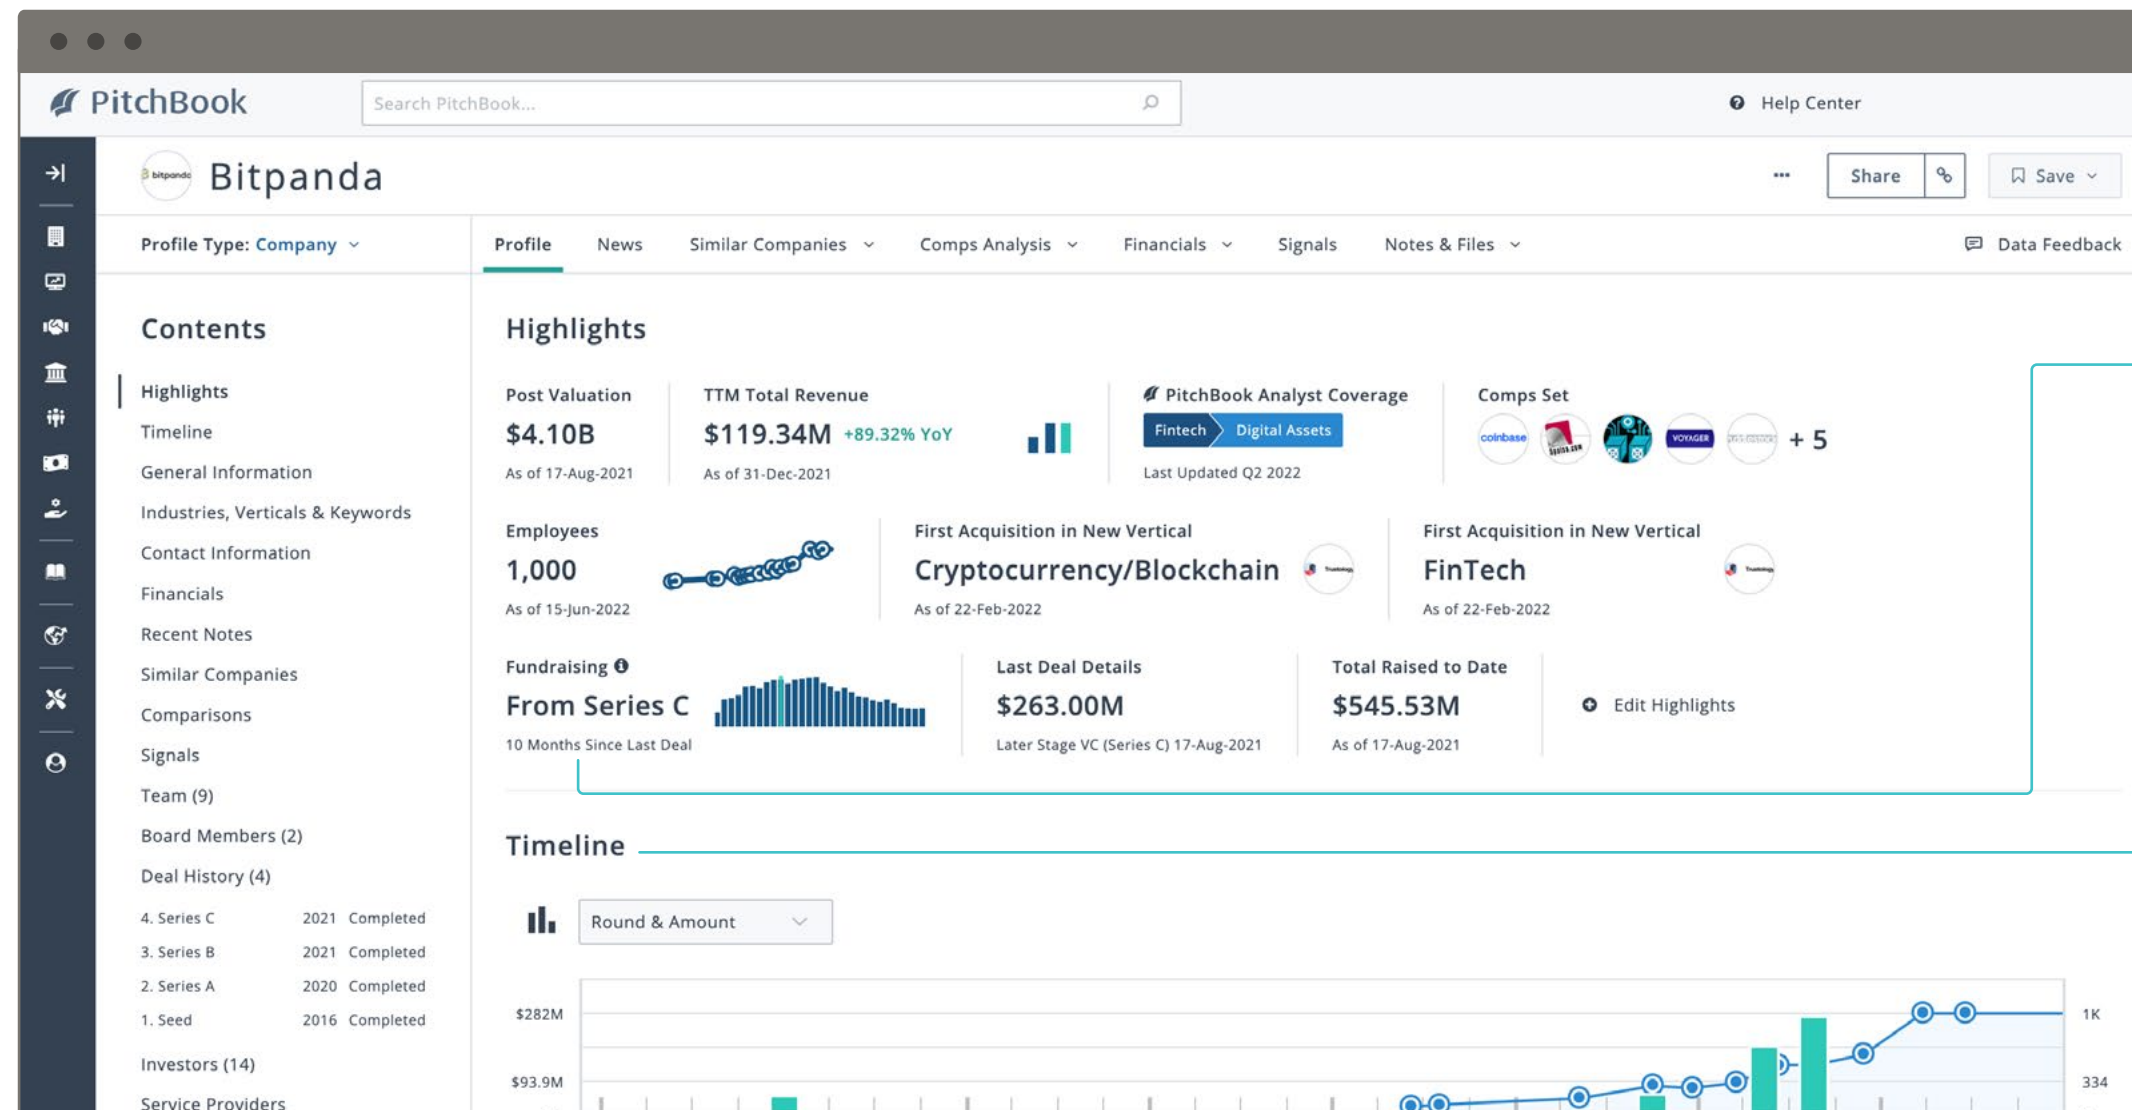 PitchBook
Search PitchBook...
Help Center
bitpanda
Bitpanda
Share
Save
Profile Type: Company
Profile
News
Similar Companies
Comps Analysis
Financials
Signals
Notes & Files
Data Feedback
Contents
Highlights
Timeline
General Information
Industries, Verticals & Keywords
Contact Information
Financials
Recent Notes
Similar Companies
Comparisons
Signals
Team (9)
Board Members (2)
Deal History (4)
4. Series C 2021 Completed
3. Series B 2021 Completed
2. Series A 2020 Completed
1. Seed 2016 Completed
Investors (14)
Service Providers
Highlights
Post Valuation
$4.10B
As of 17-Aug-2021
TTM Total Revenue
$119.34M +89.32% YoY
As of 31-Dec-2021
PitchBook Analyst Coverage
Fintech Digital Assets
Last Updated Q2 2022
Comps Set
coinbase
VOYAGER
+ 5
Employees
1,000
As of 15-Jun-2022
First Acquisition in New Vertical
Cryptocurrency/Blockchain
As of 22-Feb-2022
First Acquisition in New Vertical
FinTech
As of 22-Feb-2022
Fundraising
From Series C
10 Months Since Last Deal
Last Deal Details
$263.00M
Later Stage VC (Series C) 17-Aug-2021
Total Raised to Date
$545.53M
As of 17-Aug-2021
Edit Highlights
Timeline
Round & Amount
$282M
1K
$93.9M
334